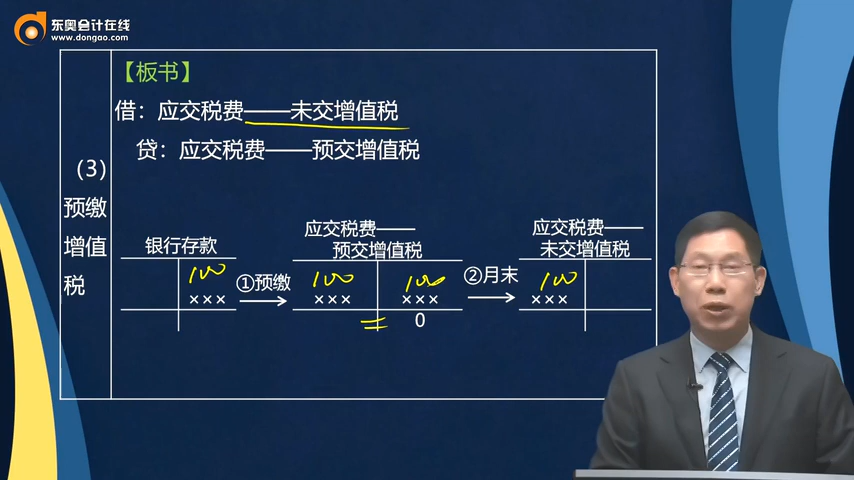 东奥会计在线
www.dongao.com
【板书】
借：应交税费——未交增值税
贷：应交税费——预交增值税
（3）
预缴
增值
税
银行存款
100
×××
①预缴
应交税费——
预交增值税
100
100
×××
×××
0
②月末
应交税费——
未交增值税
100
×××